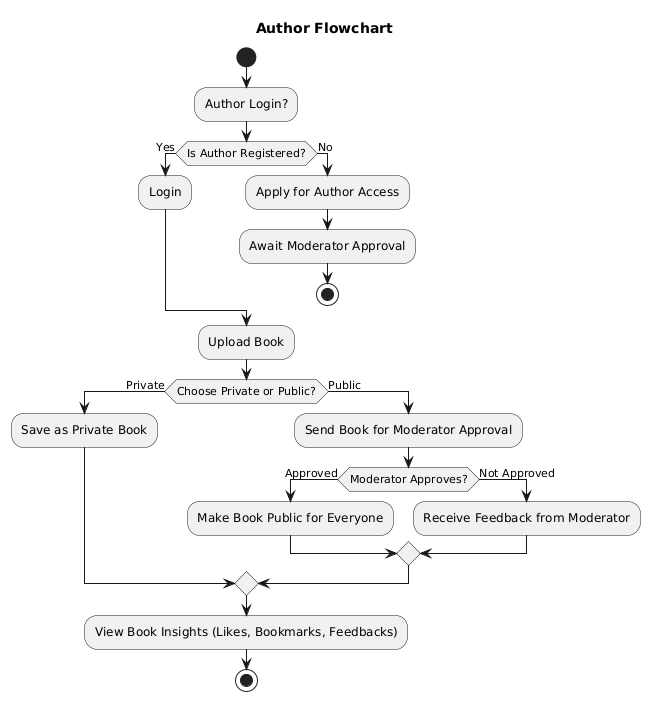 Author Flowchart
Author Login?
Yes
Is Author Registered?
No
Login
Apply for Author Access
Await Moderator Approval
Upload Book
Private
Choose Private or Public?
Public
Save as Private Book
Send Book for Moderator Approval
Approved
Moderator Approves?
Not Approved
Make Book Public for Everyone
Receive Feedback from Moderator
View Book Insights (Likes, Bookmarks, Feedbacks)